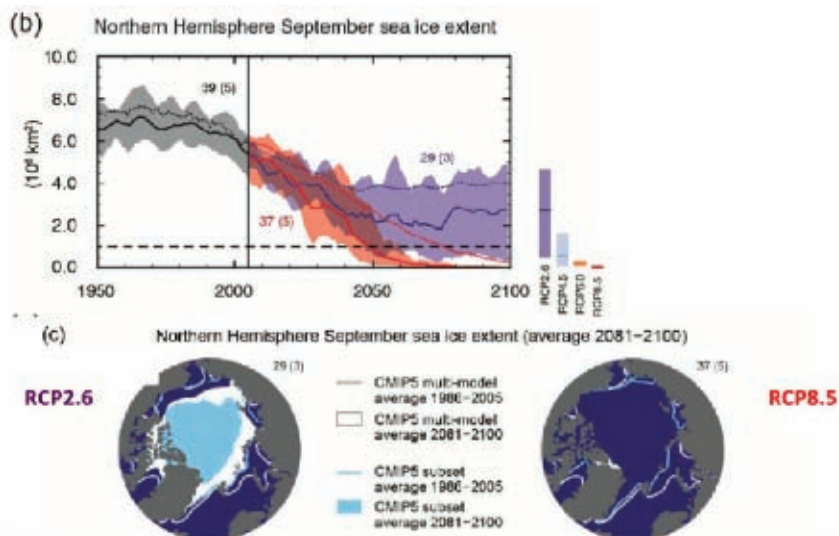 (b) Northern Hemisphere September sea ice extent
10.0
8.0
6.0
4.0
2.0
0.0
(10⁶ km²)
39 (5)
29 (3)
37 (5)
1950 2000 2050 2100
RCP2.6
RCP4.5
RCP6.0
RCP8.5
(c) Northern Hemisphere September sea ice extent (average 2081-2100)
29 (3)
37 (5)
RCP2.6
RCP8.5
CMIP5 multi-model
average 1986-2005
CMIP5 multi-model
average 2081-2100
CMIP5 subset
average 1986-2005
CMIP5 subset
average 2081-2100